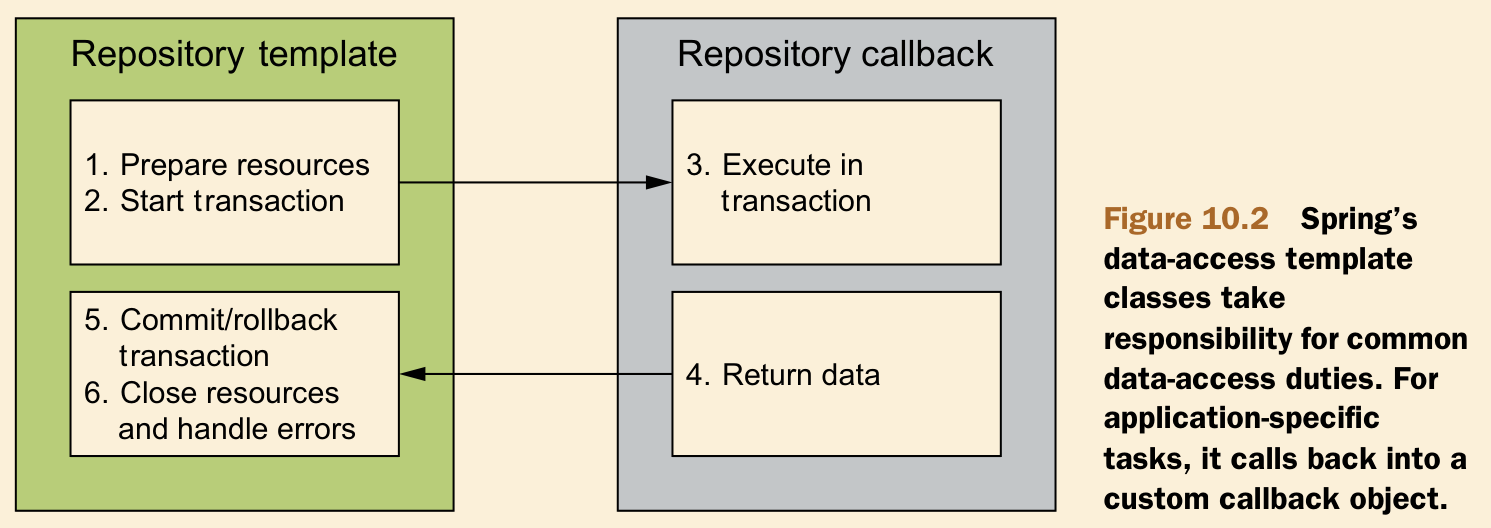 Repository template
1. Prepare resources
2. Start transaction
5. Commit/rollback
transaction
6. Close resources
and handle errors
Repository callback
3. Execute in
transaction
4. Return data
Figure 10.2 Spring’s
data-access template
classes take
responsibility for common
data-access duties. For
application-specific
tasks, it calls back into a
custom callback object.